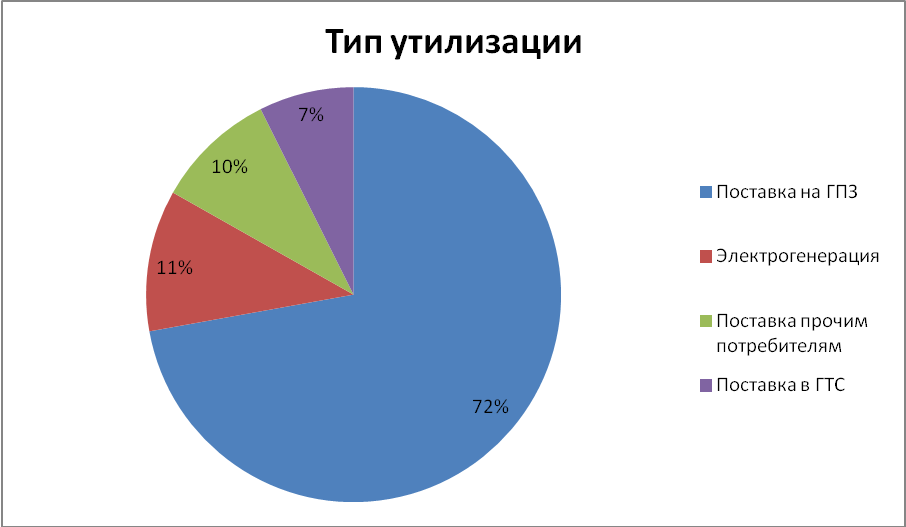 Тип утилизации
7%
10%
11%
72%
Поставка на ГПЗ
Электрогенерация
Поставка прочим
потребителям
Поставка в ГТС